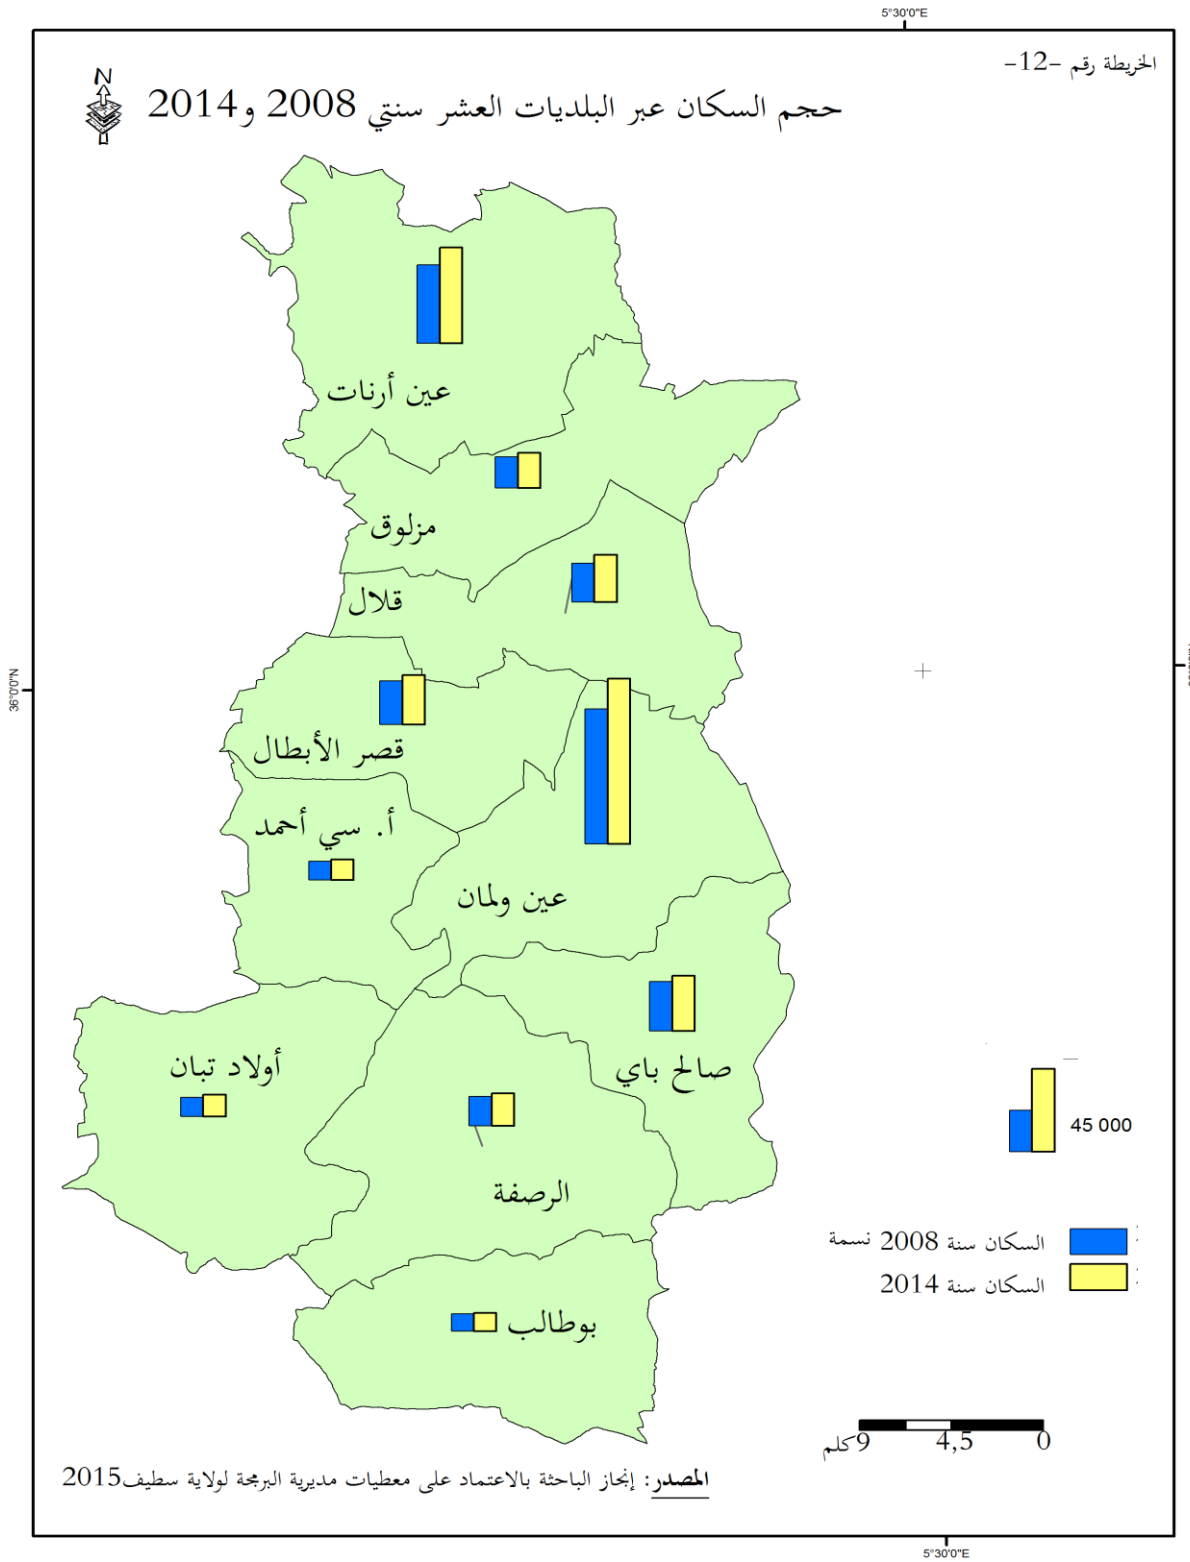 5°30'0"E
الخريطة رقم -12-
N
حجم السكان عبر البلديات العشر سنتي 2008 و2014
عين أرنات
مزلوق
قلال
36°0'0"N
قصر الأبطال
أ. سي أحمد
عين ولمان
صالح باي
أولاد تبان
الرصفة
بوطالب
45 000
السكان سنة 2008 نسمة
السكان سنة 2014
0 4,5 9كلم
المصدر: إنجاز الباحثة بالاعتماد على معطيات مديرية البرمجة لولاية سطيف2015
5°30'0"E